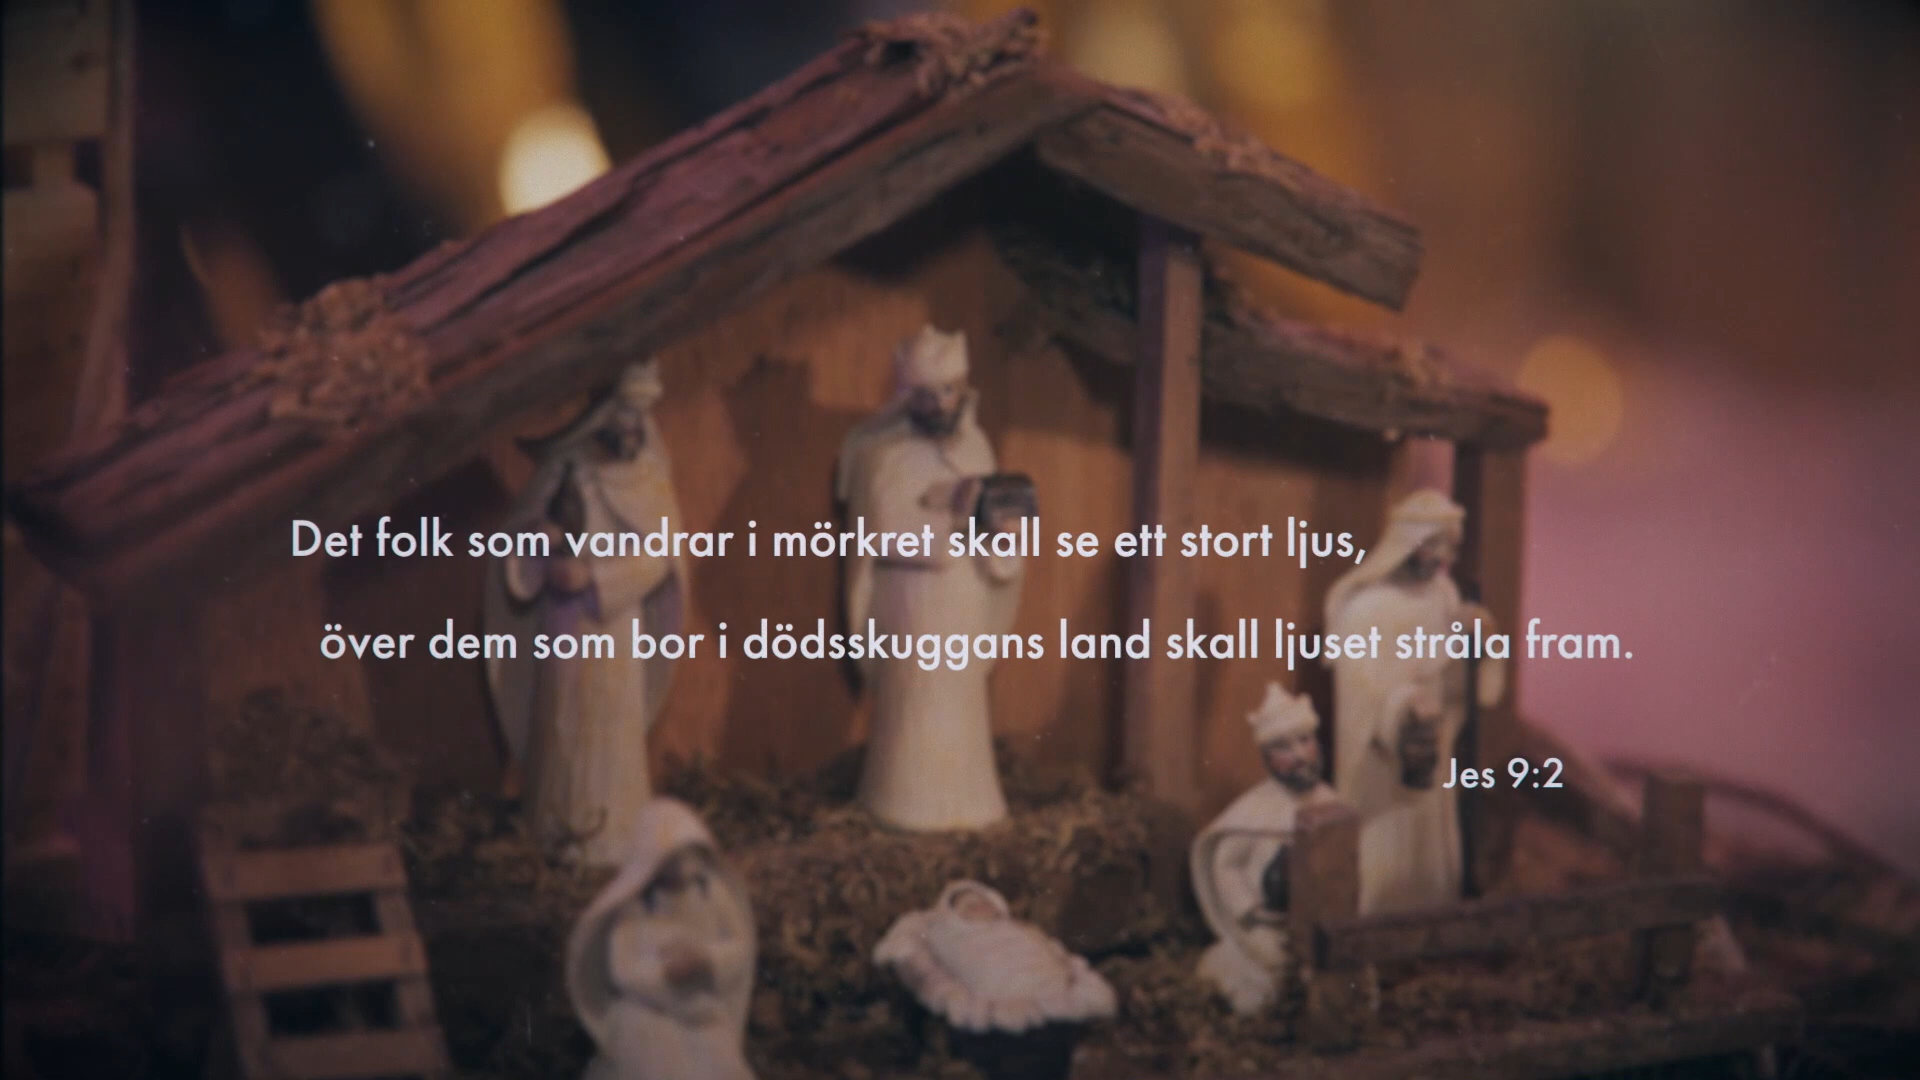 Det folk som vandrar i mörkret skall se ett stort ljus,
över dem som bor i dödsskuggans land skall ljuset stråla fram.
Jes 9:2